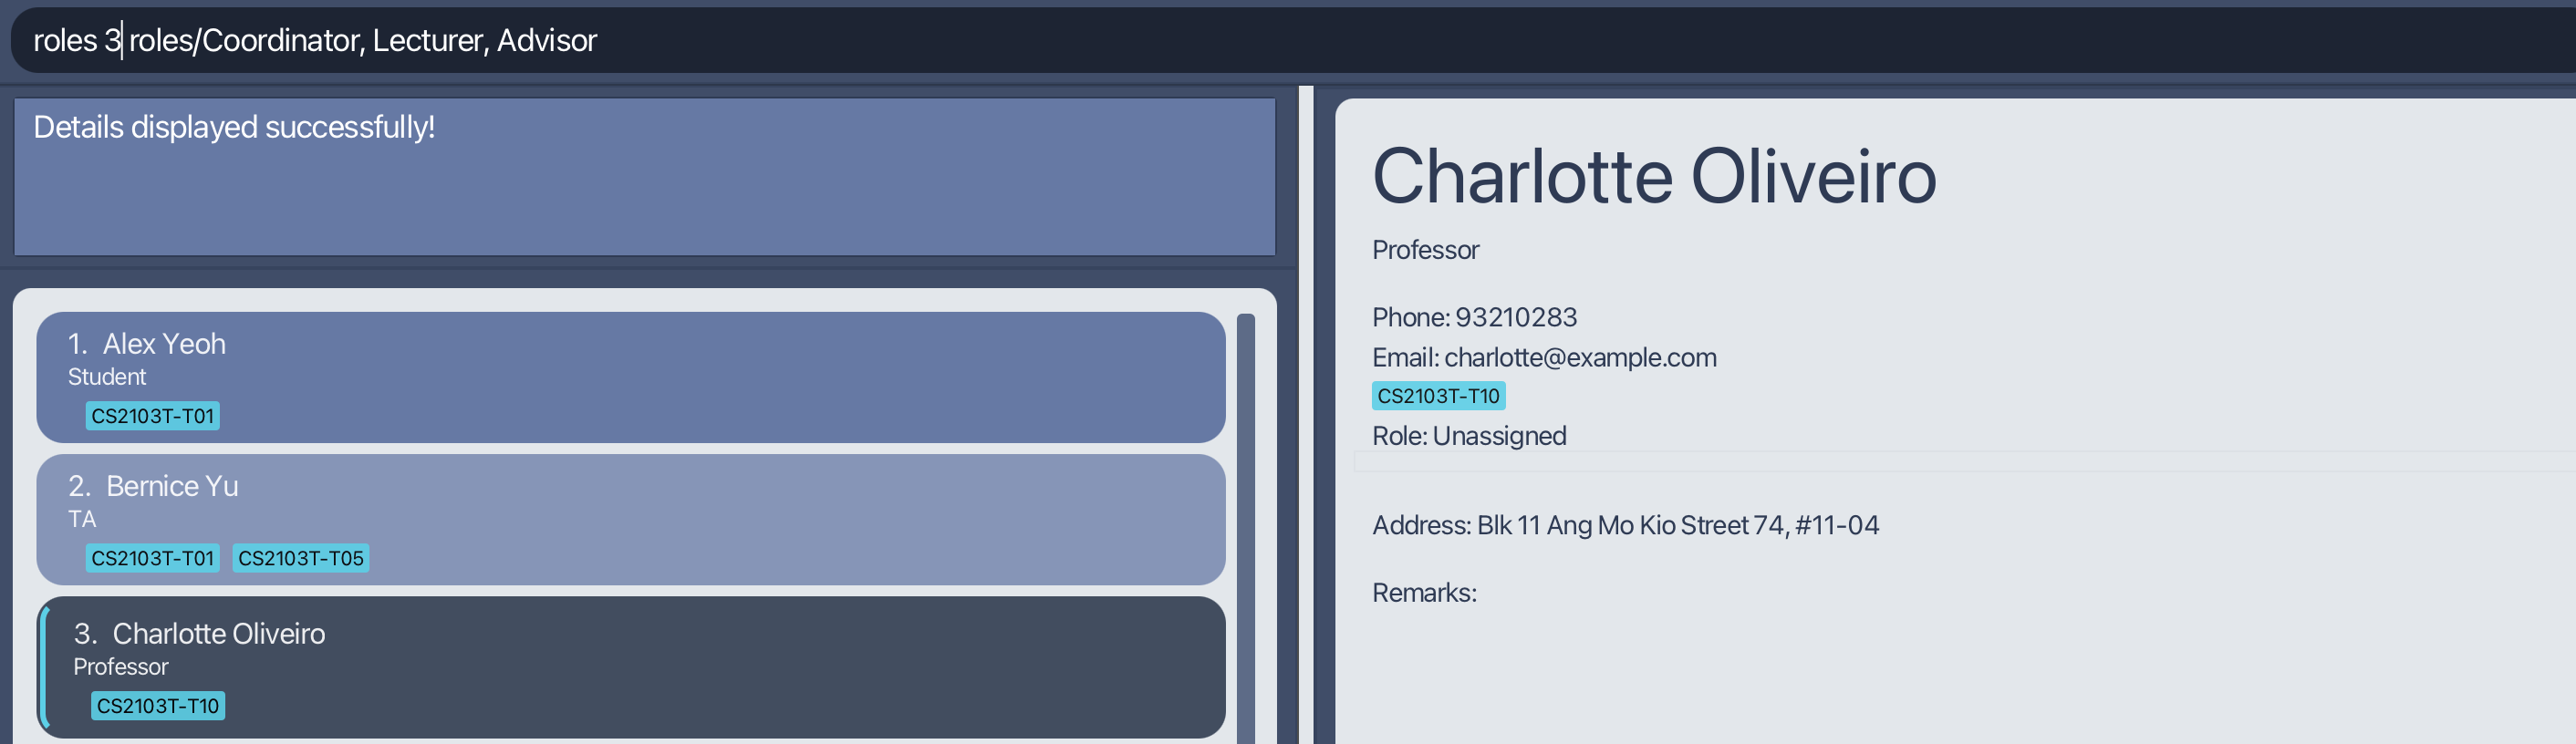 roles 3 roles/Coordinator, Lecturer, Advisor
Details displayed successfully!
1. Alex Yeoh
Student
CS2103T-T01
2. Bernice Yu
TA
CS2103T-T01 CS2103T-T05
3. Charlotte Oliveiro
Professor
CS2103T-T10
Charlotte Oliveiro
Professor
Phone: 93210283
Email: charlotte@example.com
CS2103T-T10
Role: Unassigned
Address: Blk 11 Ang Mo Kio Street 74, #11-04
Remarks: